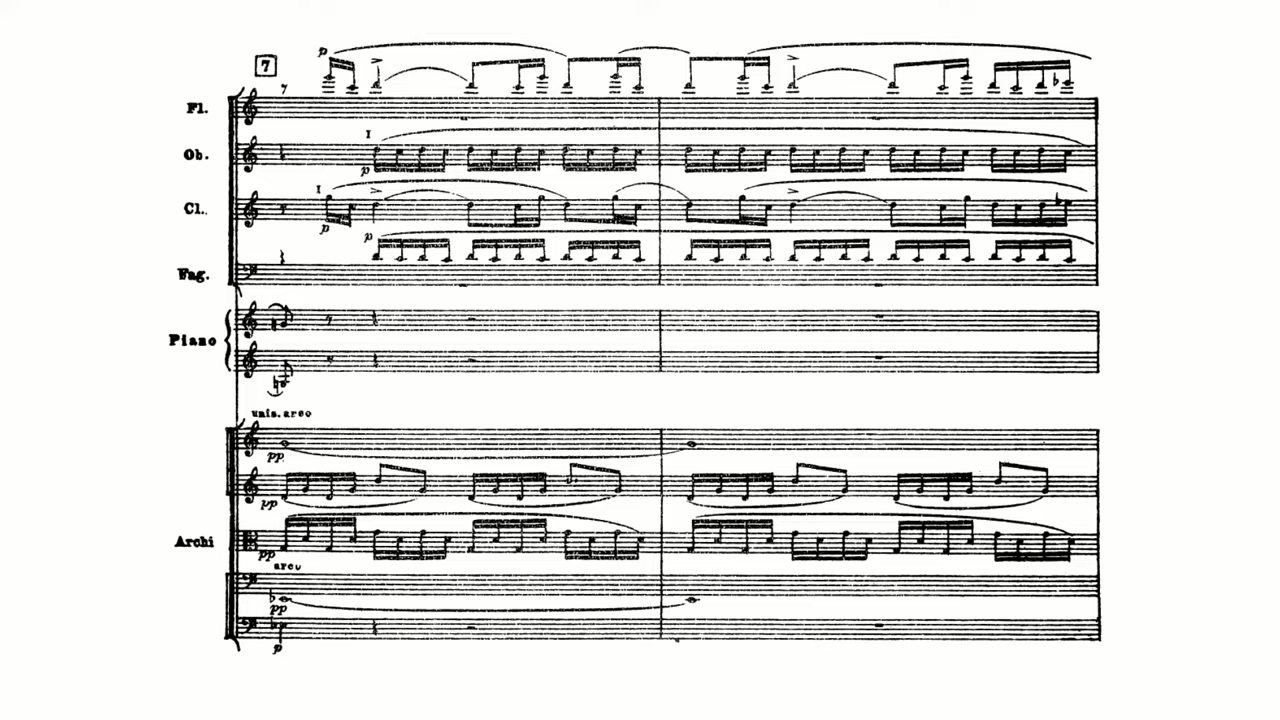 p
7
Fl.
I
Ob.
p
I
Cl.
p
p
Fag.
Piano
unis. arco
pp
pp
Archi
pp
arco
pp
p